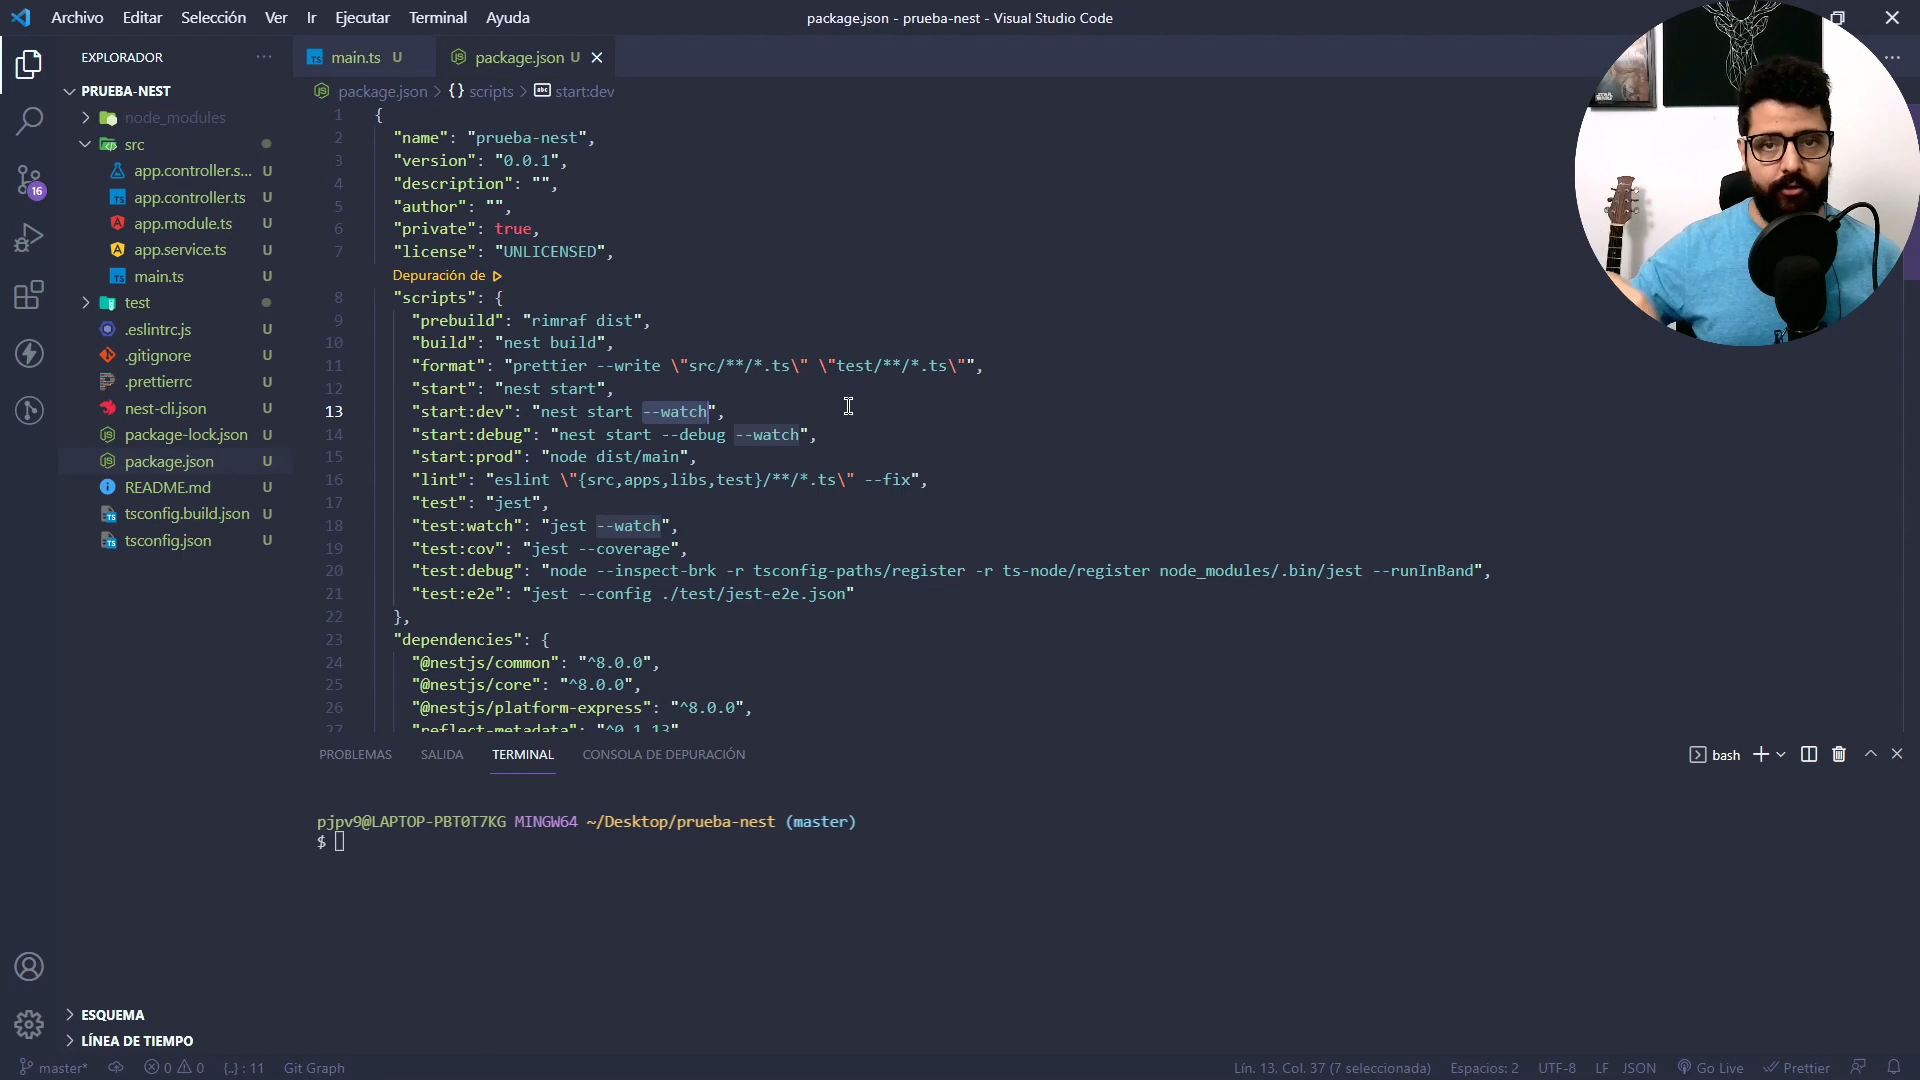 Archivo Editar Selección Ver Ir Ejecutar Terminal Ayuda
package.json - prueba-nest - Visual Studio Code
EXPLORADOR
main.ts U
package.json U
PRUEBA-NEST
package.json > {} scripts > start:dev
node_modules
src
app.controller.s... U
app.controller.ts U
app.module.ts U
app.service.ts U
main.ts U
test
.eslintrc.js U
.gitignore U
.prettierrc U
nest-cli.json U
package-lock.json U
package.json U
README.md U
tsconfig.build.json U
tsconfig.json U
16
1 {
2 "name": "prueba-nest",
3 "version": "0.0.1",
4 "description": "",
5 "author": "",
6 "private": true,
7 "license": "UNLICENSED",
Depuración de
8 "scripts": {
9 "prebuild": "rimraf dist",
10 "build": "nest build",
11 "format": "prettier --write \"src/**/*.ts\" \"test/**/*.ts\"",
12 "start": "nest start",
13 "start:dev": "nest start --watch",
14 "start:debug": "nest start --debug --watch",
15 "start:prod": "node dist/main",
16 "lint": "eslint \"{src,apps,libs,test}/**/*.ts\" --fix",
17 "test": "jest",
18 "test:watch": "jest --watch",
19 "test:cov": "jest --coverage",
20 "test:debug": "node --inspect-brk -r tsconfig-paths/register -r ts-node/register node_modules/.bin/jest --runInBand",
21 "test:e2e": "jest --config ./test/jest-e2e.json"
22 },
23 "dependencies": {
24 "@nestjs/common": "^8.0.0",
25 "@nestjs/core": "^8.0.0",
26 "@nestjs/platform-express": "^8.0.0",
27 "reflect-metadata": "^0.1.13"
PROBLEMAS SALIDA TERMINAL CONSOLA DE DEPURACIÓN
bash
pjpv9@LAPTOP-PBT0T7KG MINGW64 ~/Desktop/prueba-nest (master)
$
ESQUEMA
LÍNEA DE TIEMPO
master* 0 0 {..} : 11 Git Graph
Lín. 13, Col. 37 (7 seleccionada) Espacios: 2 UTF-8 LF JSON Go Live Prettier